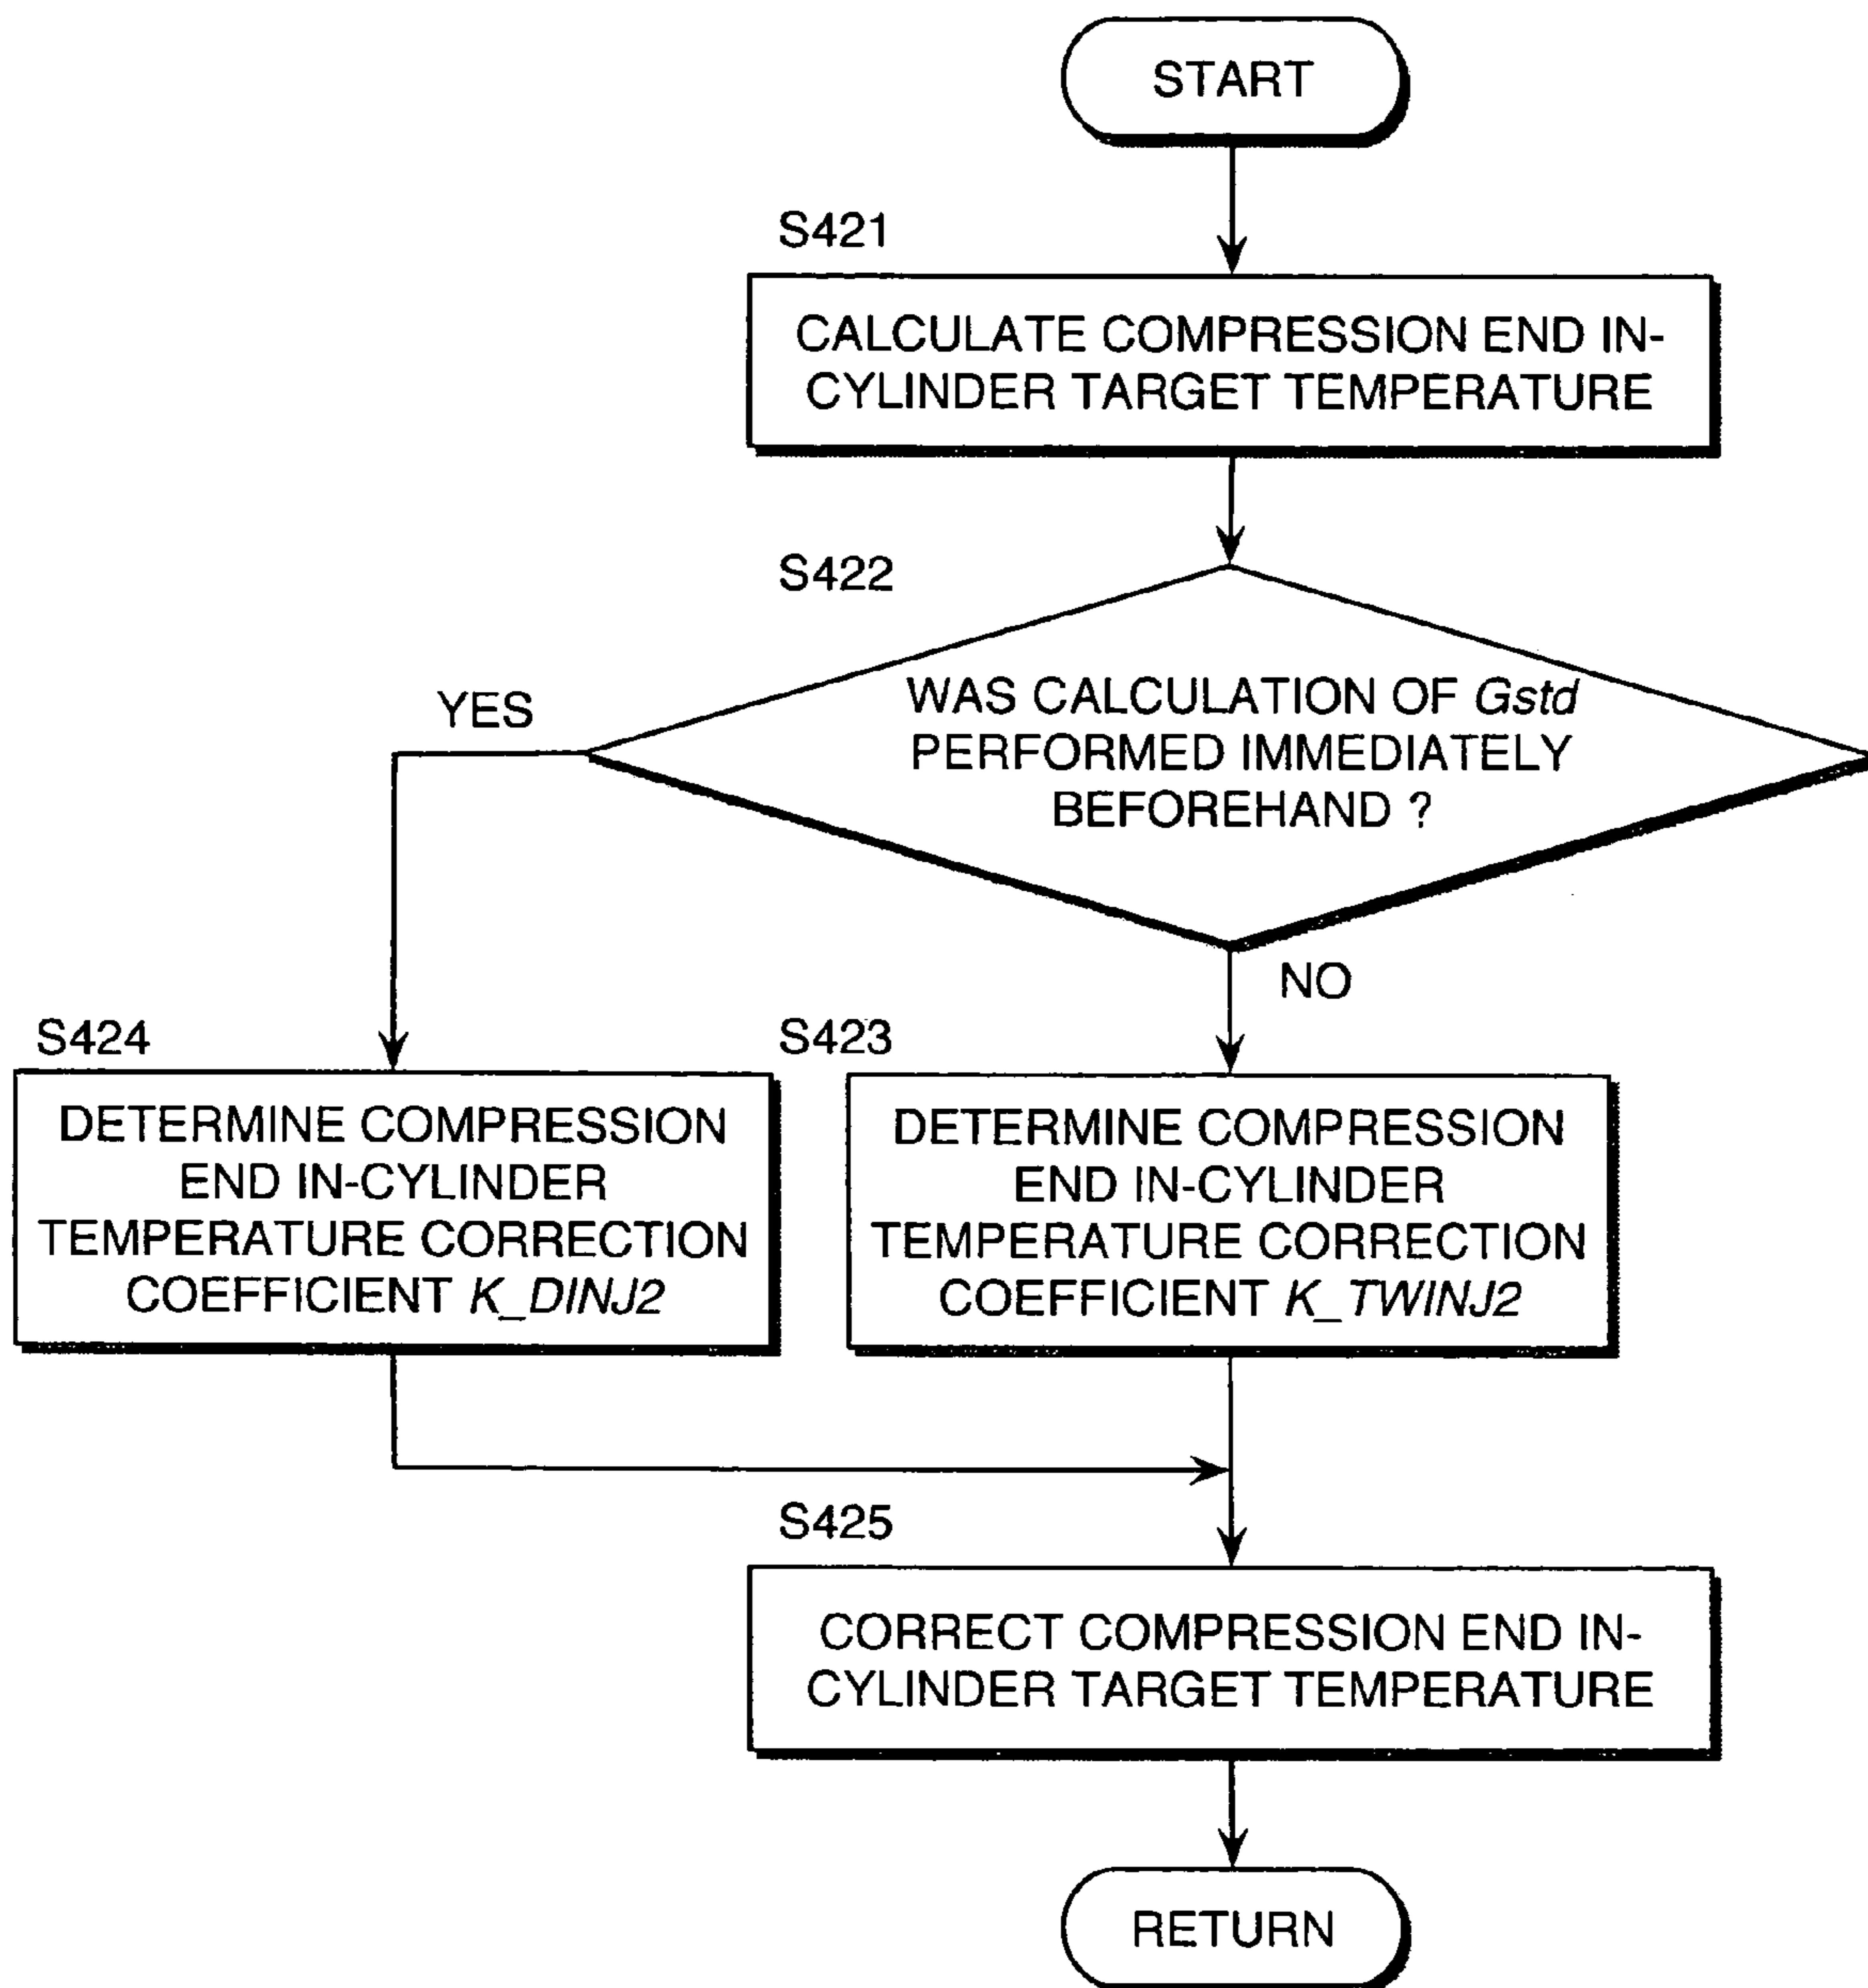 START
S421
CALCULATE COMPRESSION END IN-
CYLINDER TARGET TEMPERATURE
S422
WAS CALCULATION OF Gstd
PERFORMED IMMEDIATELY
BEFOREHAND ?
YES
NO
S424
DETERMINE COMPRESSION
END IN-CYLINDER
TEMPERATURE CORRECTION
COEFFICIENT K_DINJ2
S423
DETERMINE COMPRESSION
END IN-CYLINDER
TEMPERATURE CORRECTION
COEFFICIENT K_TWINJ2
S425
CORRECT COMPRESSION END IN-
CYLINDER TARGET TEMPERATURE
RETURN